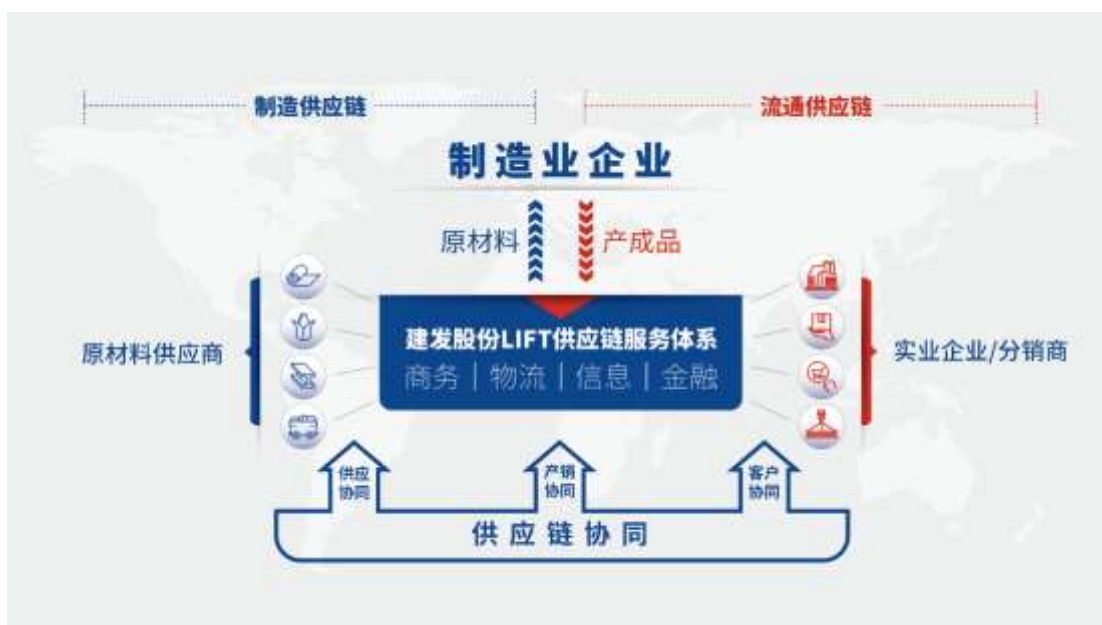 制造供应链
流通供应链
制造业企业
原材料
产成品
原材料供应商
建发股份LIFT供应链服务体系
商务｜物流｜信息｜金融
实业企业/分销商
供应
协同
产销
协同
客户
协同
供应链协同